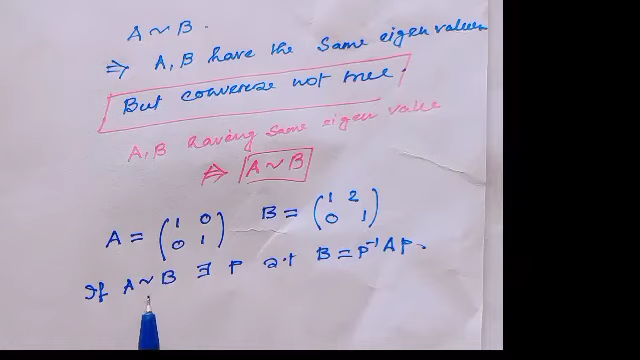 A ~ B.
⇒ A, B have the same eigen values
But converse not true.
A, B having same eigen value
⇏ A ~ B
A = (1 0
0 1) B = (1 2
0 1)
If A ~ B ∃ P s.t B = P⁻¹AP.